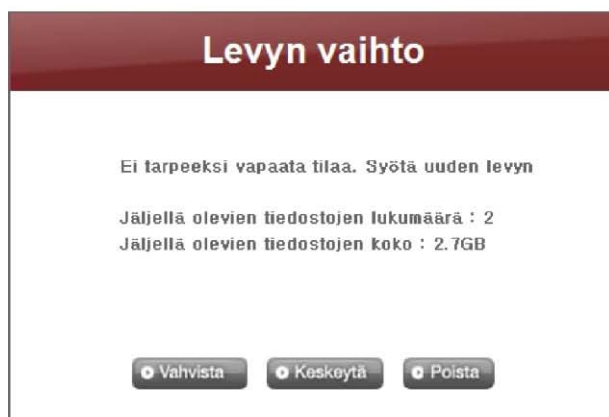 Levyn vaihto
Ei tarpeeksi vapaata tilaa. Syötä uuden levyn
Jäljellä olevien tiedostojen lukumäärä : 2
Jäljellä olevien tiedostojen koko : 2.7GB
Vahvista Keskeytä Poista